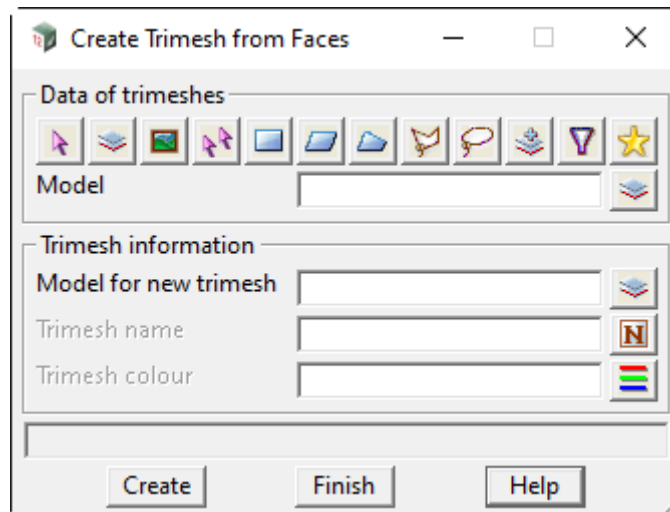 Create Trimesh from Faces
Data of trimeshes
Model
Trimesh information
Model for new trimesh
Trimesh name
N
Trimesh colour
Create Finish Help